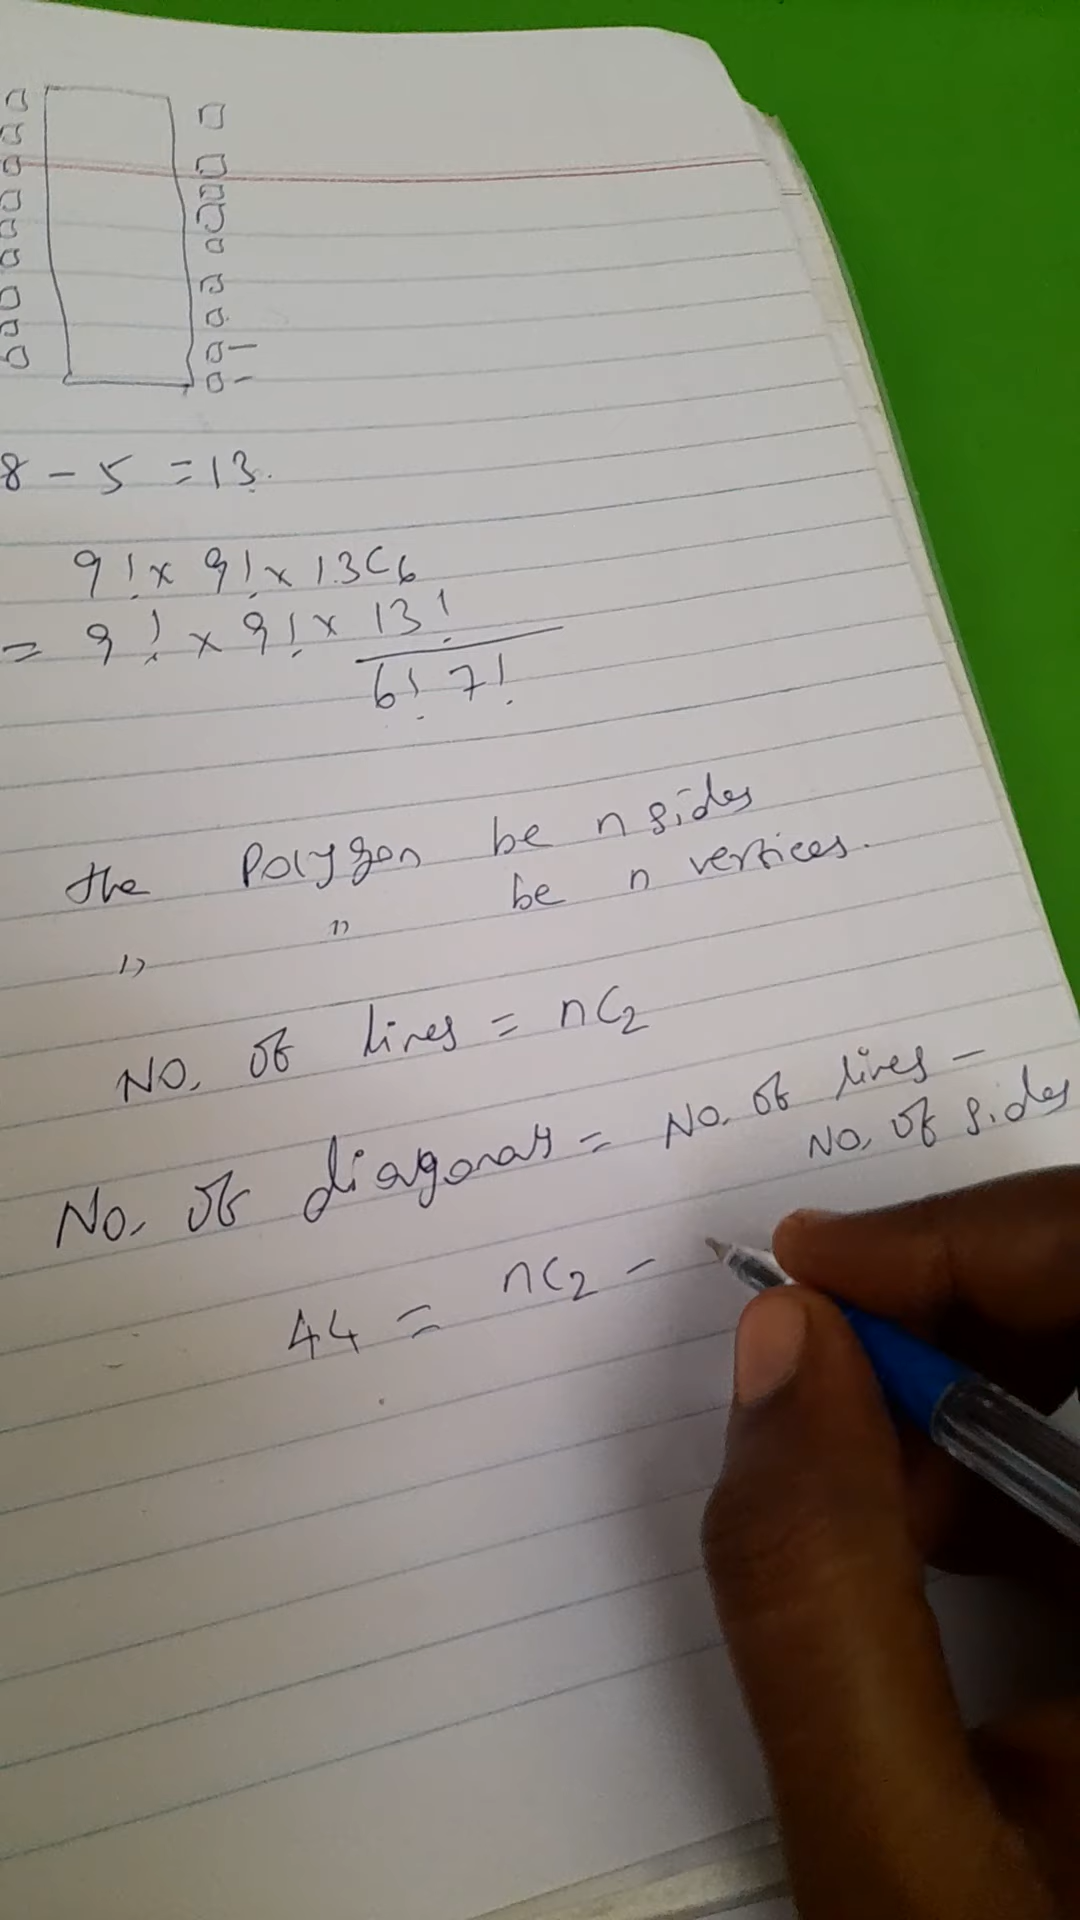 8 - 5 = 13.
9! x 9! x 13C6
= 9! x 9! x 13!
6! 7!
the Polygon be n sides
" " be n vertices.
NO. of lines = nC2
No. of diagonals = No. of lines -
No. of sides
44 = nC2 -